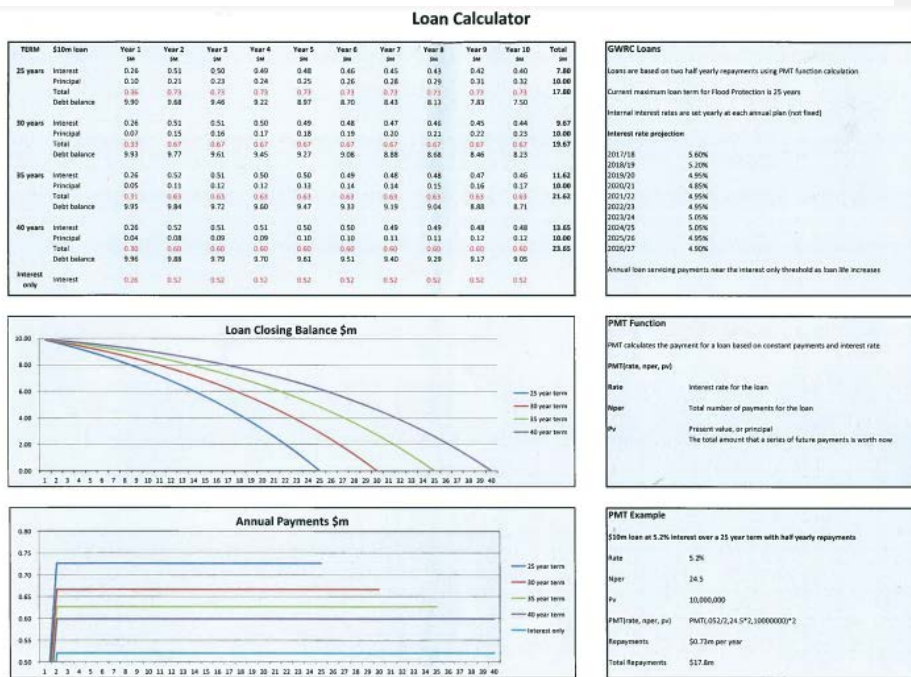 Loan Calculator
TERM $10m loan Year 1 Year 2 Year 3 Year 4 Year 5 Year 6 Year 7 Year 8 Year 9 Year 10 Total
$M $M $M $M $M $M $M $M $M $M $M
25 years Interest 0.26 0.51 0.50 0.49 0.48 0.46 0.45 0.43 0.42 0.40 7.80
Principal 0.10 0.21 0.23 0.24 0.25 0.26 0.28 0.29 0.31 0.32 10.00
Total 0.36 0.73 0.73 0.73 0.73 0.73 0.73 0.73 0.73 0.73 17.80
Debt balance 9.90 9.68 9.46 9.22 8.97 8.70 8.43 8.13 7.83 7.50
30 years Interest 0.26 0.51 0.51 0.50 0.49 0.48 0.47 0.46 0.45 0.44 9.67
Principal 0.07 0.15 0.16 0.17 0.18 0.19 0.20 0.21 0.22 0.23 10.00
Total 0.33 0.67 0.67 0.67 0.67 0.67 0.67 0.67 0.67 0.67 19.67
Debt balance 9.93 9.77 9.61 9.45 9.27 9.08 8.88 8.68 8.46 8.23
35 years Interest 0.26 0.52 0.51 0.50 0.50 0.49 0.48 0.48 0.47 0.46 11.62
Principal 0.05 0.11 0.12 0.12 0.13 0.14 0.14 0.15 0.16 0.17 10.00
Total 0.31 0.63 0.63 0.63 0.63 0.63 0.63 0.63 0.63 0.63 21.62
Debt balance 9.95 9.84 9.72 9.60 9.47 9.33 9.19 9.04 8.88 8.71
40 years Interest 0.26 0.52 0.51 0.51 0.50 0.50 0.49 0.49 0.48 0.48 13.65
Principal 0.04 0.08 0.09 0.09 0.10 0.10 0.11 0.11 0.12 0.12 10.00
Total 0.30 0.60 0.60 0.60 0.60 0.60 0.60 0.60 0.60 0.60 23.65
Debt balance 9.96 9.88 9.79 9.70 9.61 9.51 9.40 9.29 9.17 9.05
Interest only Interest 0.26 0.52 0.52 0.52 0.52 0.52 0.52 0.52 0.52 0.52
GWRC Loans
Loans are based on two half yearly repayments using PMT function calculation
Current maximum loan term for Flood Protection is 25 years
Internal interest rates are set yearly at each annual plan (not fixed)
Interest rate projection
2017/18 5.60%
2018/19 5.20%
2019/20 4.95%
2020/21 4.85%
2021/22 4.95%
2022/23 4.95%
2023/24 5.05%
2024/25 5.05%
2025/26 4.95%
2026/27 4.90%
Annual loan servicing payments near the interest only threshold as loan life increases
Loan Closing Balance $m
10.00
8.00
6.00
4.00
2.00
0.00
1 2 3 4 5 6 7 8 9 10 11 12 13 14 15 16 17 18 19 20 21 22 23 24 25 26 27 28 29 30 31 32 33 34 35 36 37 38 39 40
25 year term
30 year term
35 year term
40 year term
PMT Function
PMT calculates the payment for a loan based on constant payments and interest rate
PMT(rate, nper, pv)
Rate Interest rate for the loan
Nper Total number of payments for the loan
Pv Present value, or principal
The total amount that a series of future payments is worth now
Annual Payments $m
0.80
0.75
0.70
0.65
0.60
0.55
0.50
1 2 3 4 5 6 7 8 9 10 11 12 13 14 15 16 17 18 19 20 21 22 23 24 25 26 27 28 29 30 31 32 33 34 35 36 37 38 39 40
25 year term
30 year term
35 year term
40 year term
Interest only
PMT Example
$10m loan at 5.2% interest over a 25 year term with half yearly repayments
Rate 5.2%
Nper 24.5
Pv 10,000,000
PMT(rate, nper, pv) PMT(.052/2,24.5*2,10000000)*2
Repayments $0.73m per year
Total Repayments $17.8m